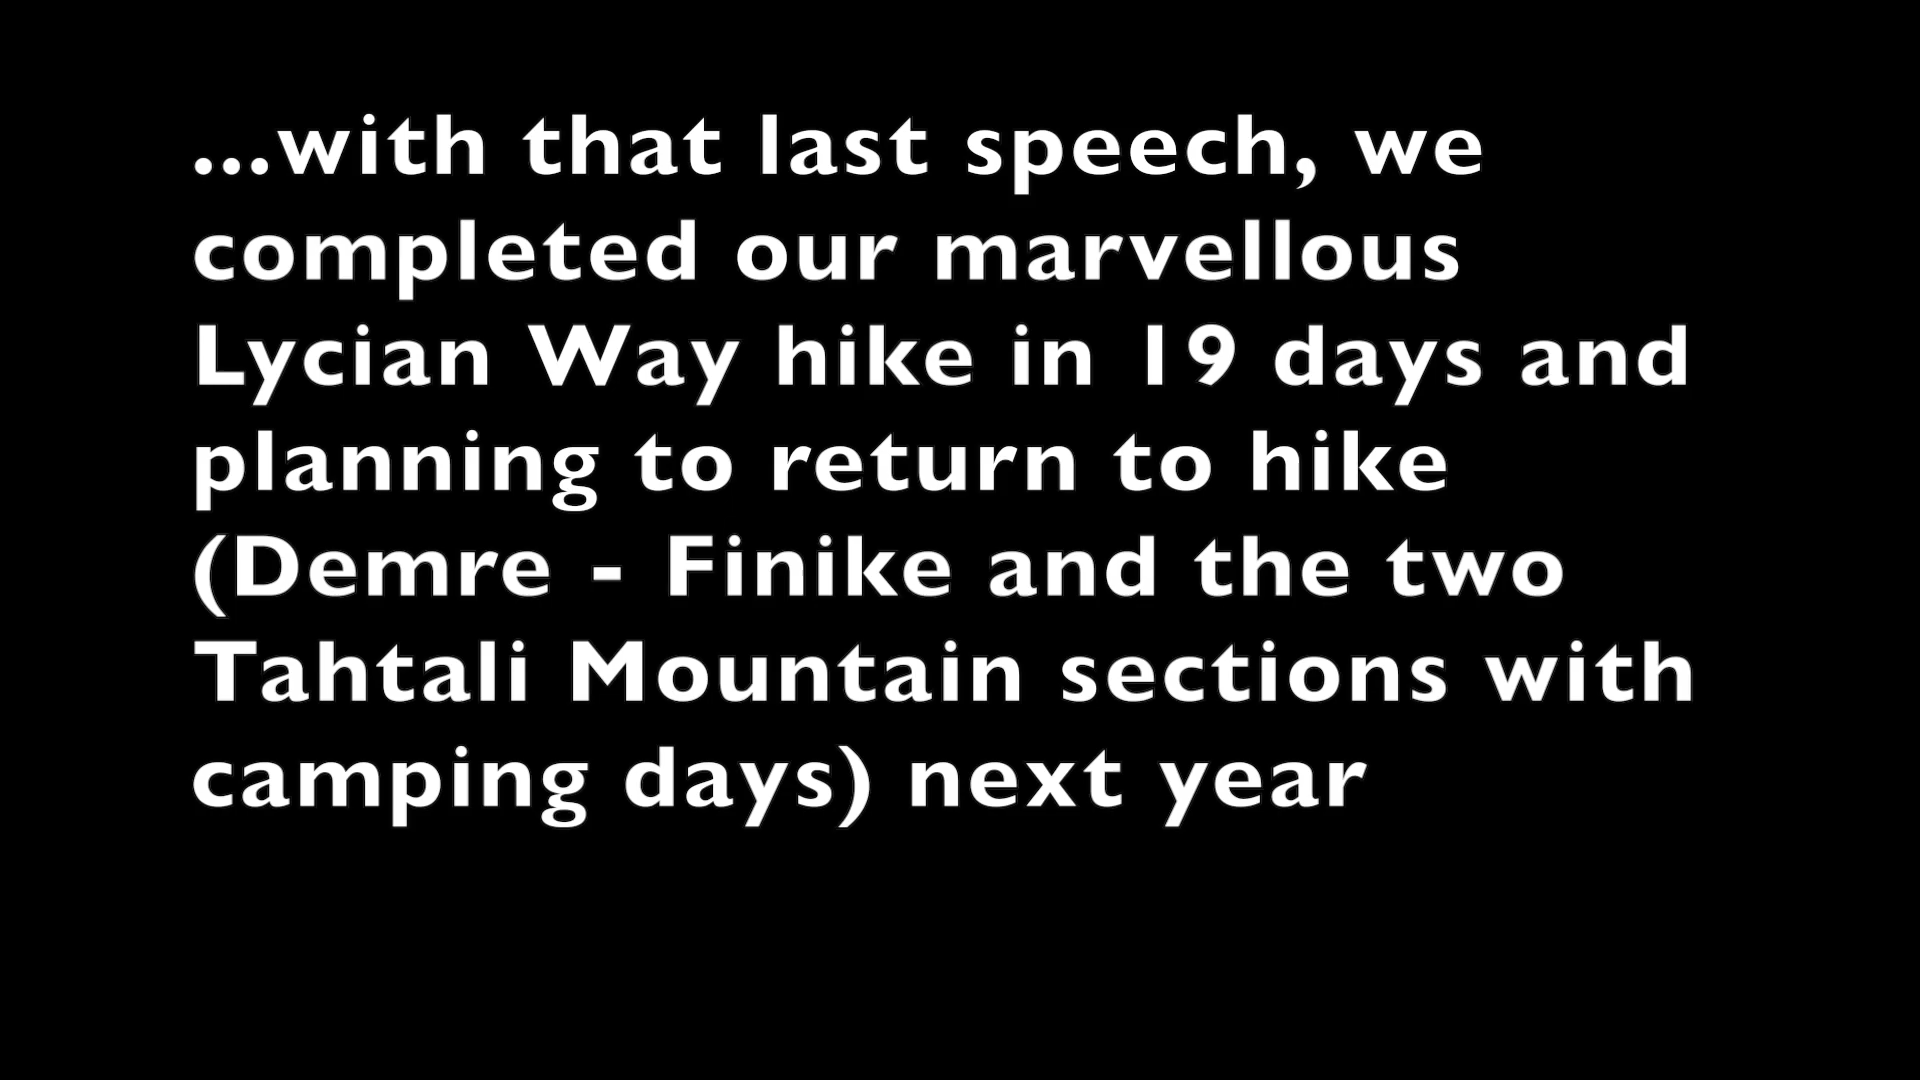 ...with that last speech, we
completed our marvellous
Lycian Way hike in 19 days and
planning to return to hike
(Demre - Finike and the two
Tahtali Mountain sections with
camping days) next year